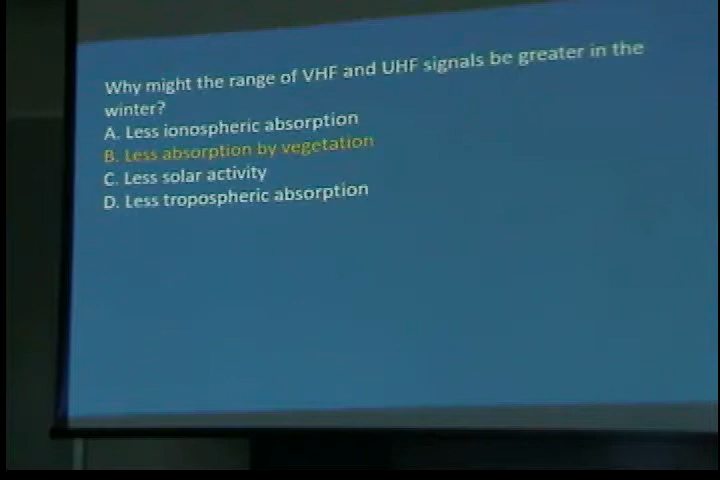 Why might the range of VHF and UHF signals be greater in the
winter?
A. Less ionospheric absorption
B. Less absorption by vegetation
C. Less solar activity
D. Less tropospheric absorption